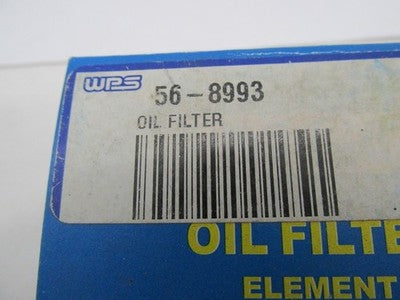 WPS
56-8993
OIL FILTER
OIL FILTE
ELEMENT